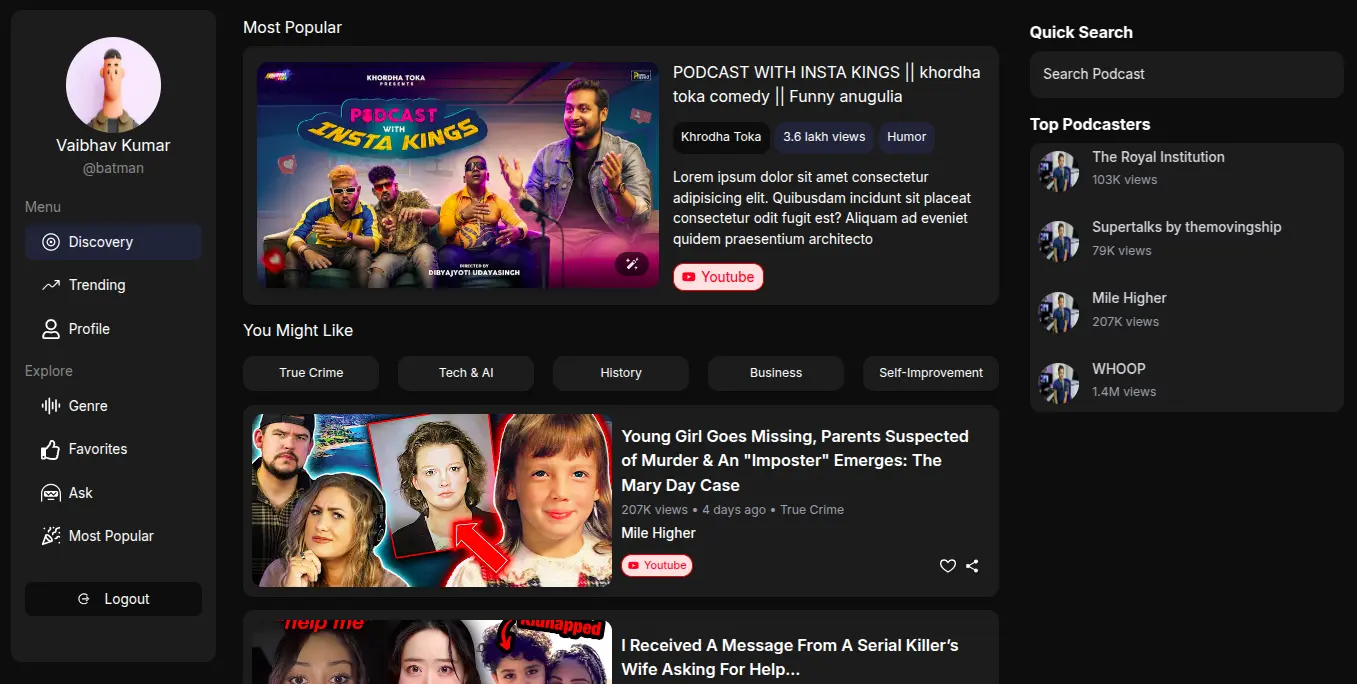 Vaibhav Kumar
@batman
Menu
Discovery
Trending
Profile
Explore
Genre
Favorites
Ask
Most Popular
Logout
Most Popular
KHORDHA TOKA
PRESENTS
PODCAST
WITH
INSTA KINGS
DIRECTED BY
DIBYAJYOTI UDAYASINGH
PODCAST WITH INSTA KINGS || khordha
toka comedy || Funny anugulia
Khrodha Toka
3.6 lakh views
Humor
Lorem ipsum dolor sit amet consectetur
adipisicing elit. Quibusdam incidunt sit placeat
consectetur odit fugit est? Aliquam ad eveniet
quidem praesentium architecto
Youtube
You Might Like
True Crime
Tech & AI
History
Business
Self-Improvement
Young Girl Goes Missing, Parents Suspected
of Murder & An "Imposter" Emerges: The
Mary Day Case
207K views • 4 days ago • True Crime
Mile Higher
Youtube
help me
kidnapped
I Received A Message From A Serial Killer’s
Wife Asking For Help...
Quick Search
Search Podcast
Top Podcasters
The Royal Institution
103K views
Supertalks by themovingship
79K views
Mile Higher
207K views
WHOOP
1.4M views